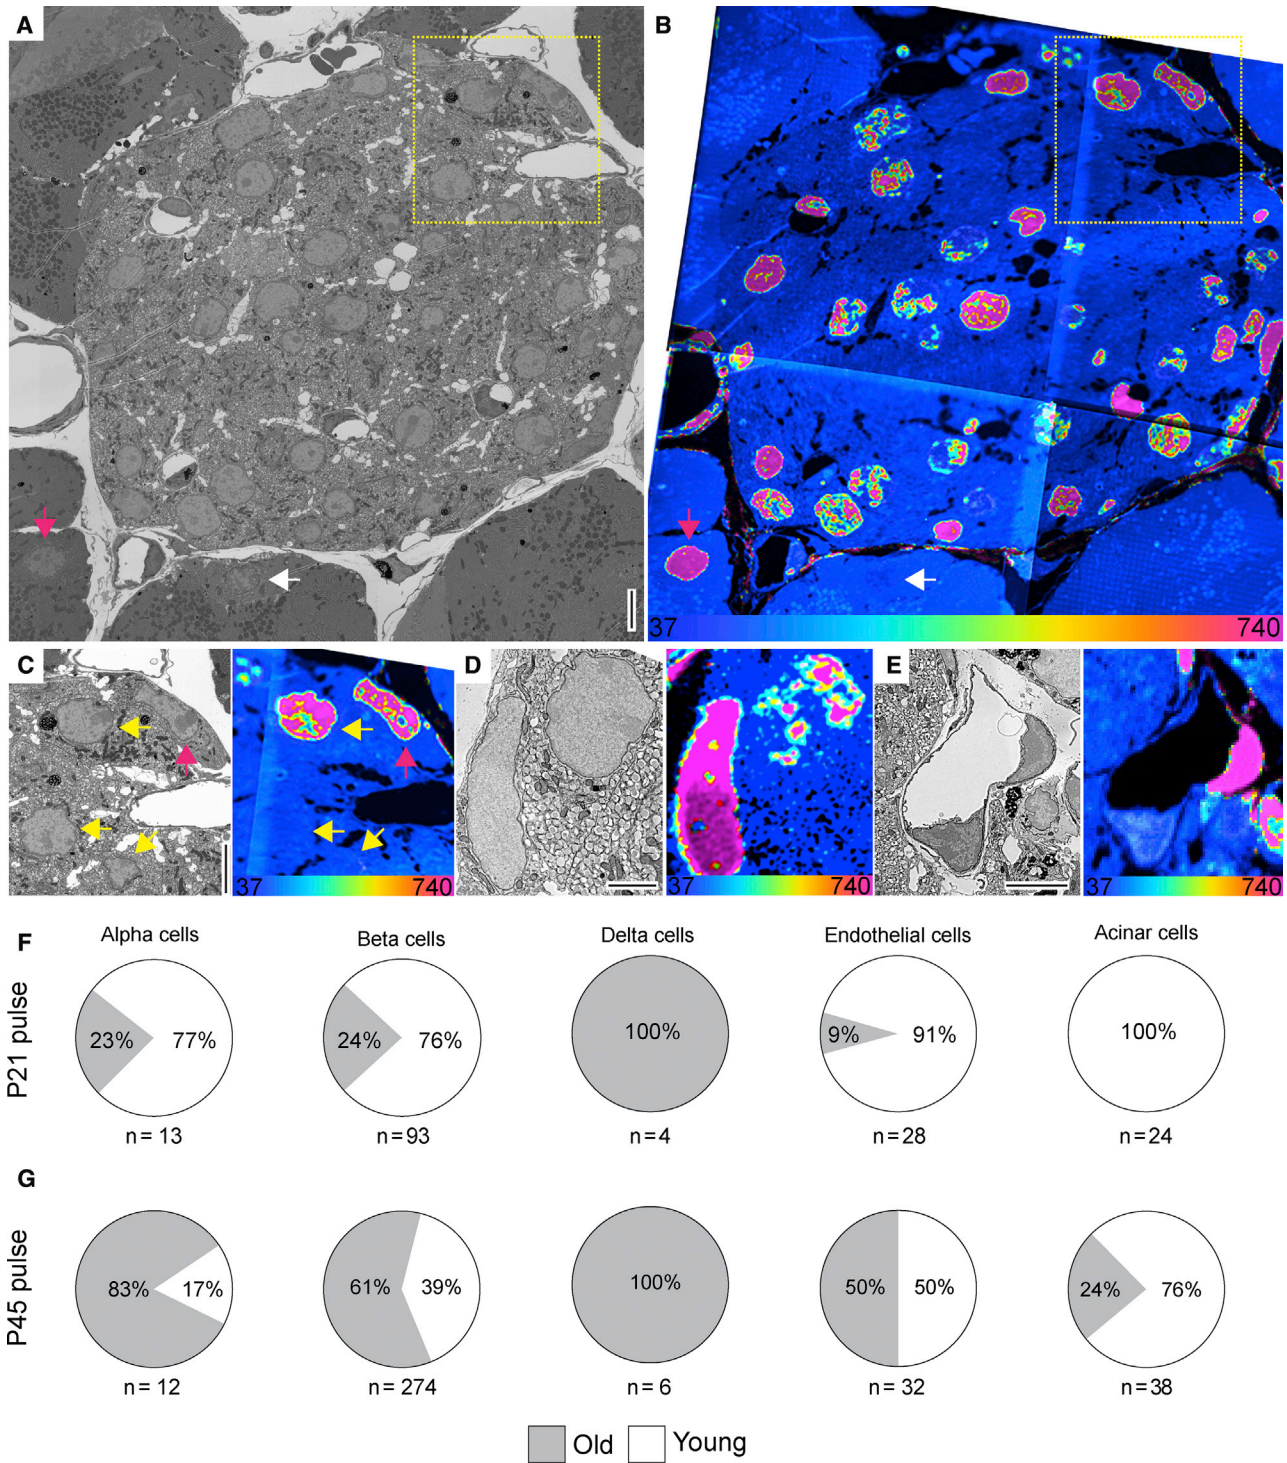 A
B
37 740
C
D
E
37 740
37 740
37 740
F
Alpha cells Beta cells Delta cells Endothelial cells Acinar cells
P21 pulse
23% 77% 24% 76% 100% 9% 91% 100%
n= 13 n=93 n=4 n=28 n=24
G
P45 pulse
83% 17% 61% 39% 100% 50% 50% 24% 76%
n= 12 n=274 n=6 n=32 n=38
Old Young